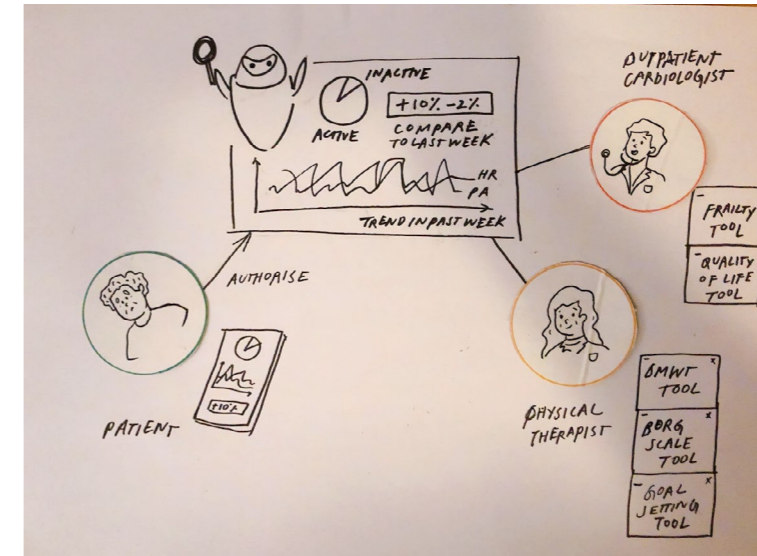 INACTIVE
ACTIVE
+10% -2%
COMPARE
TO LAST WEEK
HR
PA
TREND IN PAST WEEK
OUTPATIENT
CARDIOLOGIST
- FRAILTY
TOOL
- QUALITY
OF LIFE
TOOL
AUTHORISE
+10%
PATIENT
PHYSICAL
THERAPIST
- x
6MWT
TOOL
- x
BORG
SCALE
TOOL
- x
GOAL
SETTING
TOOL